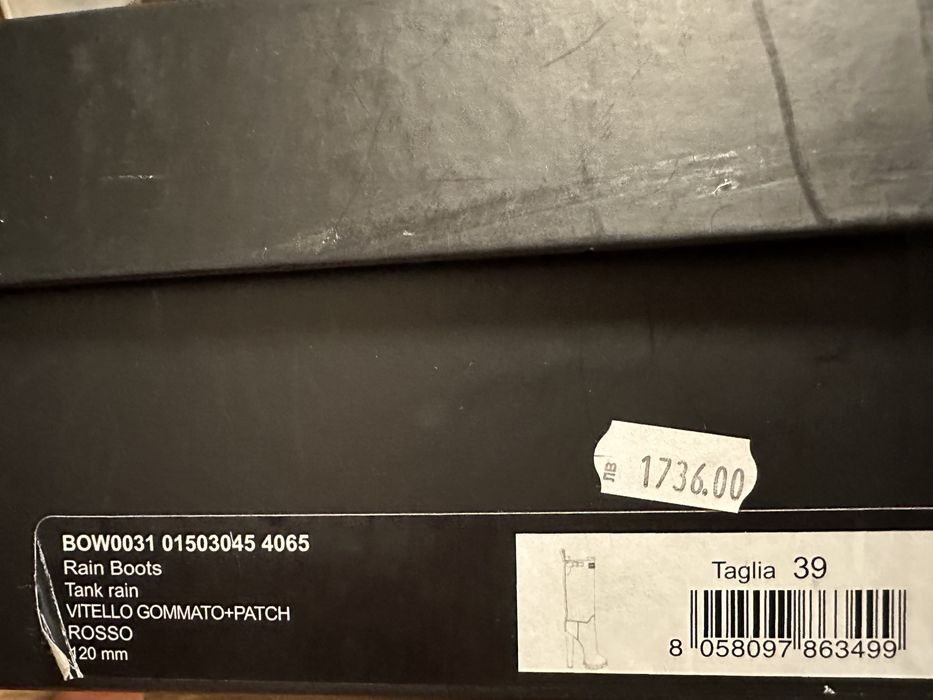 лв 1736.00
BOW0031 01503045 4065
Rain Boots
Tank rain
VITELLO GOMMATO+PATCH
ROSSO
120 mm
Taglia 39
8 058097 863499